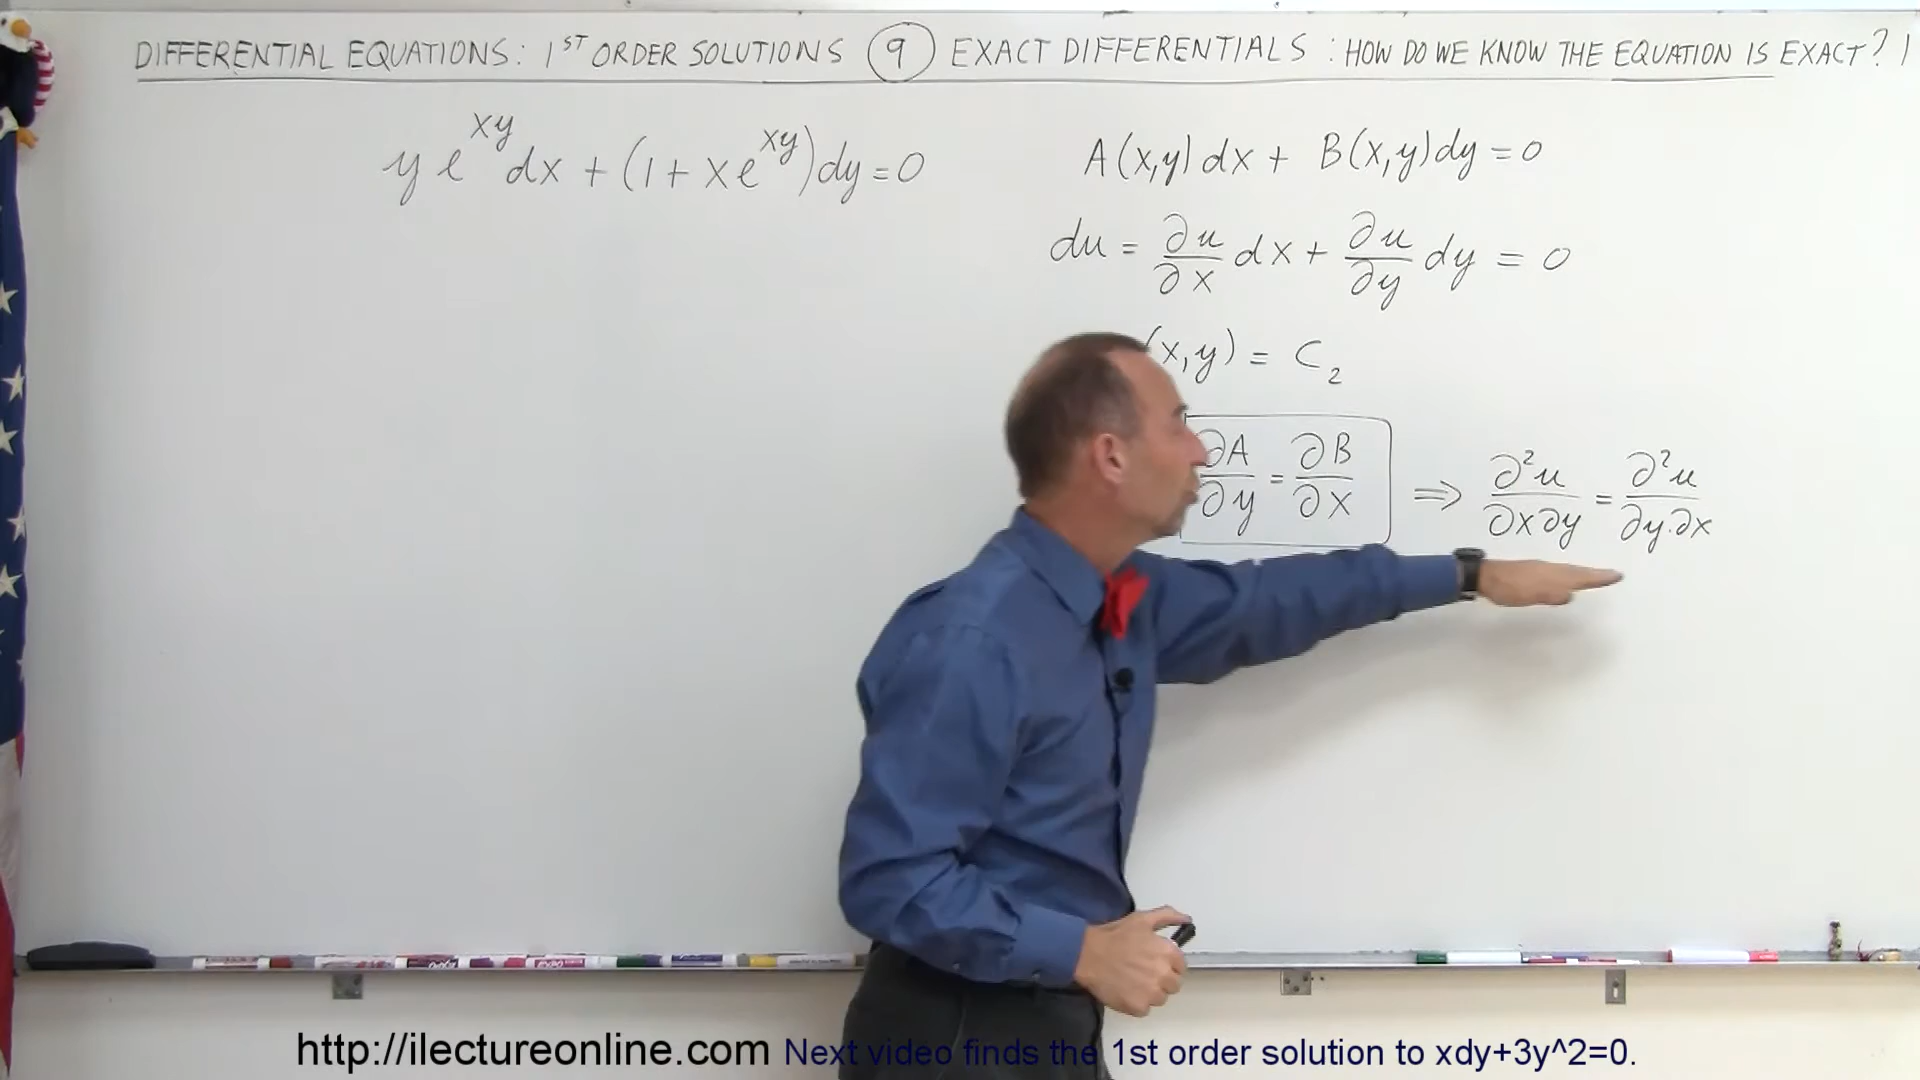 DIFFERENTIAL EQUATIONS: 1ST ORDER SOLUTIONS ⑨ EXACT DIFFERENTIALS : HOW DO WE KNOW THE EQUATION IS EXACT? 1
y e^{xy} dx + (1 + x e^{xy}) dy = 0
A(x,y) dx + B(x,y) dy = 0
du = ∂u/∂x dx + ∂u/∂y dy = 0
(x,y) = C₂
∂A/∂y = ∂B/∂x ⇒ ∂²u/∂x∂y = ∂²u/∂y·∂x
http://ilectureonline.com Next video finds the 1st order solution to xdy+3y^2=0.